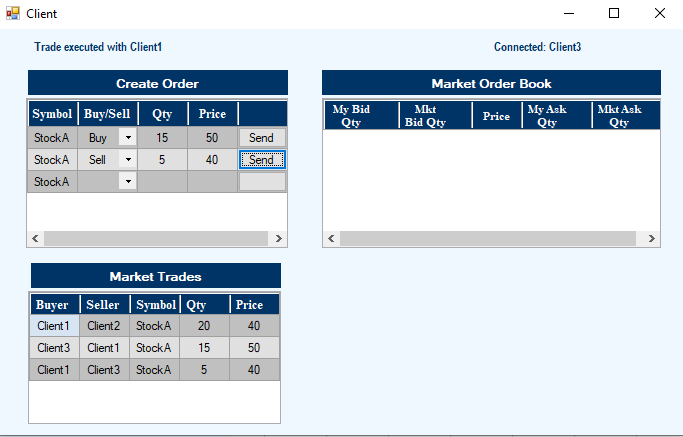 Client
Trade executed with Client1
Connected: Client3
Create Order
Symbol Buy/Sell Qty Price
StockA Buy 15 50 Send
StockA Sell 5 40 Send
StockA
Market Order Book
My Bid Qty Mkt Bid Qty Price My Ask Qty Mkt Ask Qty
Market Trades
Buyer Seller Symbol Qty Price
Client1 Client2 StockA 20 40
Client3 Client1 StockA 15 50
Client1 Client3 StockA 5 40